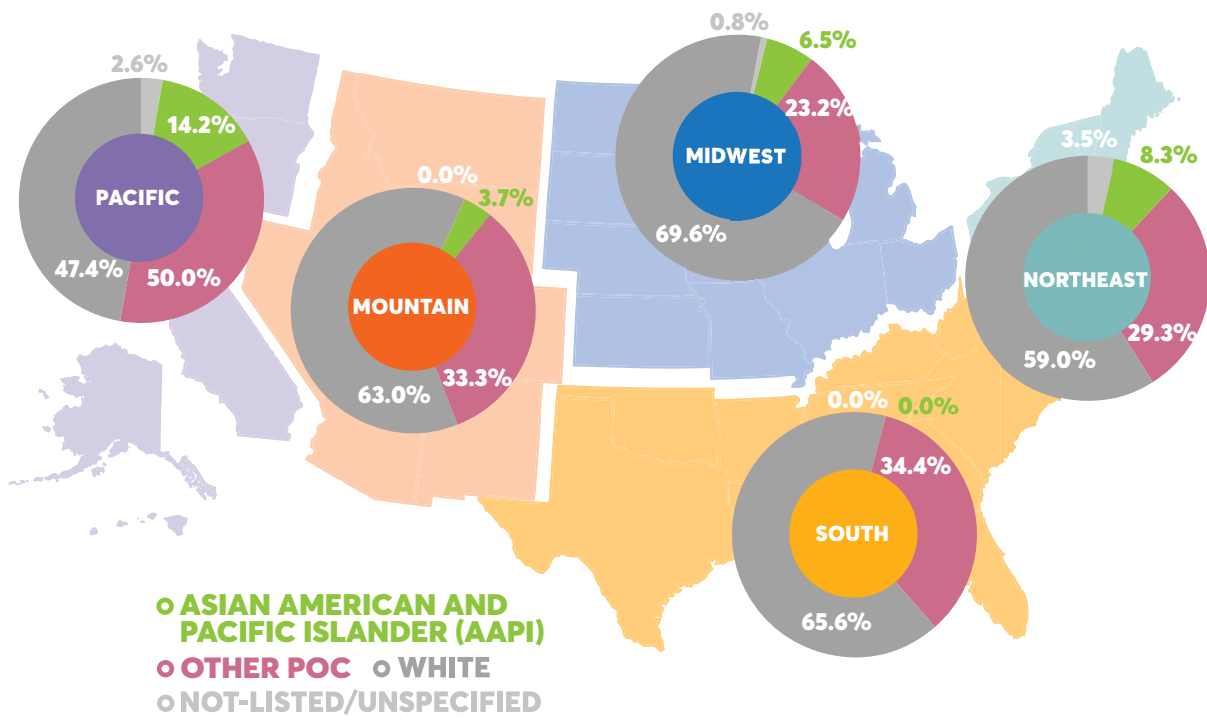 2.6%
14.2%
PACIFIC
47.4%
50.0%
0.0%
3.7%
MOUNTAIN
63.0%
33.3%
0.8%
6.5%
23.2%
MIDWEST
69.6%
3.5%
8.3%
NORTHEAST
29.3%
59.0%
0.0%
0.0%
34.4%
SOUTH
65.6%
ASIAN AMERICAN AND
PACIFIC ISLANDER (AAPI)
OTHER POC WHITE
NOT-LISTED/UNSPECIFIED